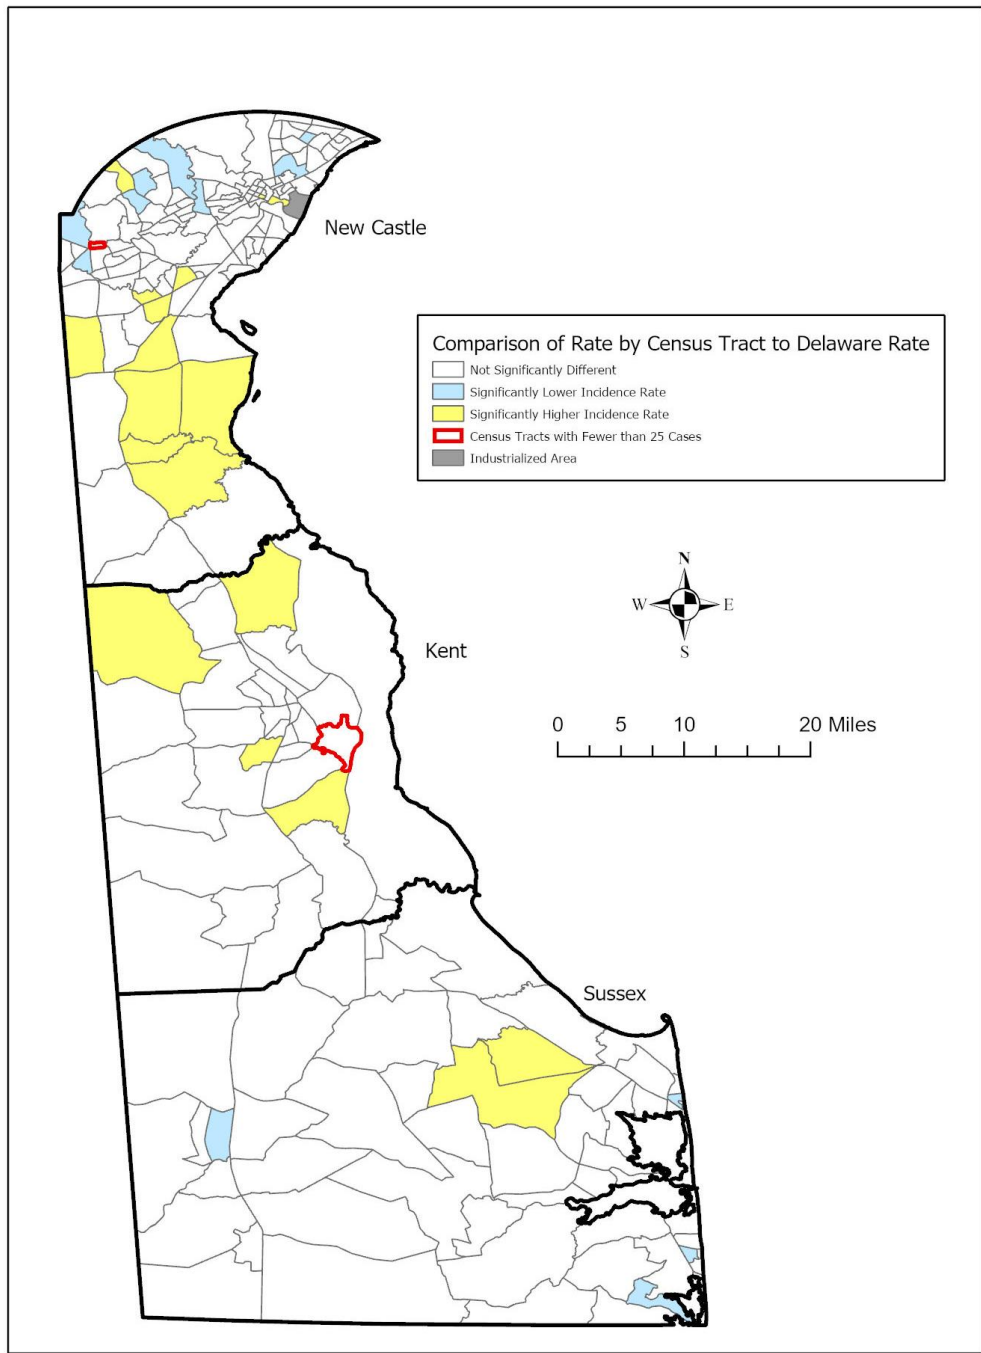 New Castle
Comparison of Rate by Census Tract to Delaware Rate
Not Significantly Different
Significantly Lower Incidence Rate
Significantly Higher Incidence Rate
Census Tracts with Fewer than 25 Cases
Industrialized Area
N
W E
S
Kent
0 5 10 20 Miles
Sussex